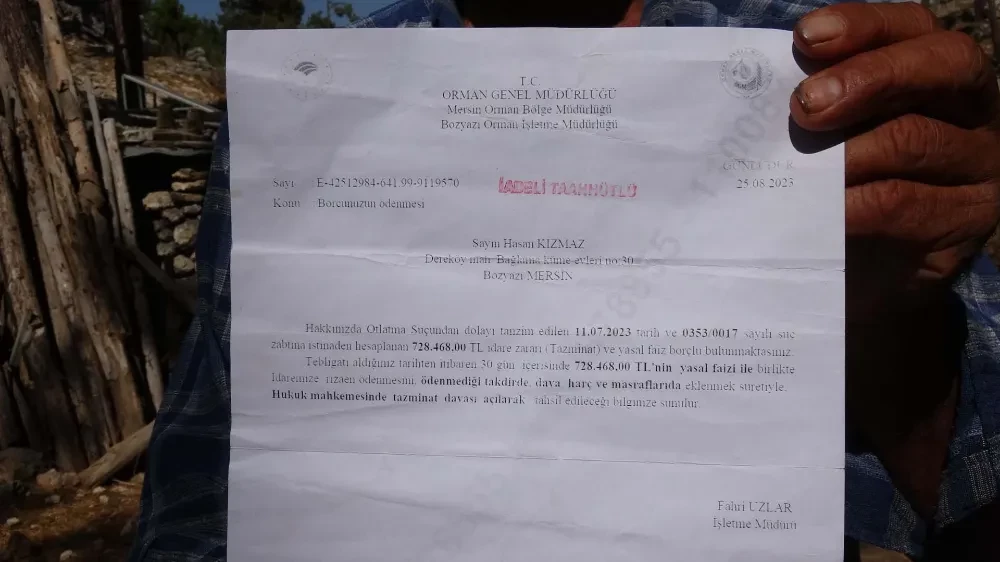 T.C.
ORMAN GENEL MÜDÜRLÜĞÜ
Mersin Orman Bölge Müdürlüğü
Bozyazı Orman İşletme Müdürlüğü
GÜNLÜDÜR
Sayı E-42512984-641.99-9119570
İADELİ TAAHHÜTLÜ
25.08.2023
Konu Borcunuzun ödenmesi
Sayın Hasan KIZMAZ
Dereköy mah. Bağlama küme evleri no:30
Bozyazı MERSİN
Hakkınızda Otlatma Suçundan dolayı tanzim edilen 11.07.2023 tarih ve 0353/0017 sayılı suç
zabtına istinaden hesaplanan 728.468.00 TL idare zararı (Tazminat) ve yasal faiz borçlu bulunmaktasınız.
Tebligatı aldığınız tarihten itibaren 30 gün içerisinde 728.468.00 TL'nin yasal faizi ile birlikte
İdaremize rızaen ödenmesini, ödenmediği takdirde, dava harç ve masraflarıda eklenmek suretiyle,
Hukuk mahkemesinde tazminat davası açılarak tahsil edileceği bilginize sunulur.
Fahri UZLAR
İşletme Müdürü